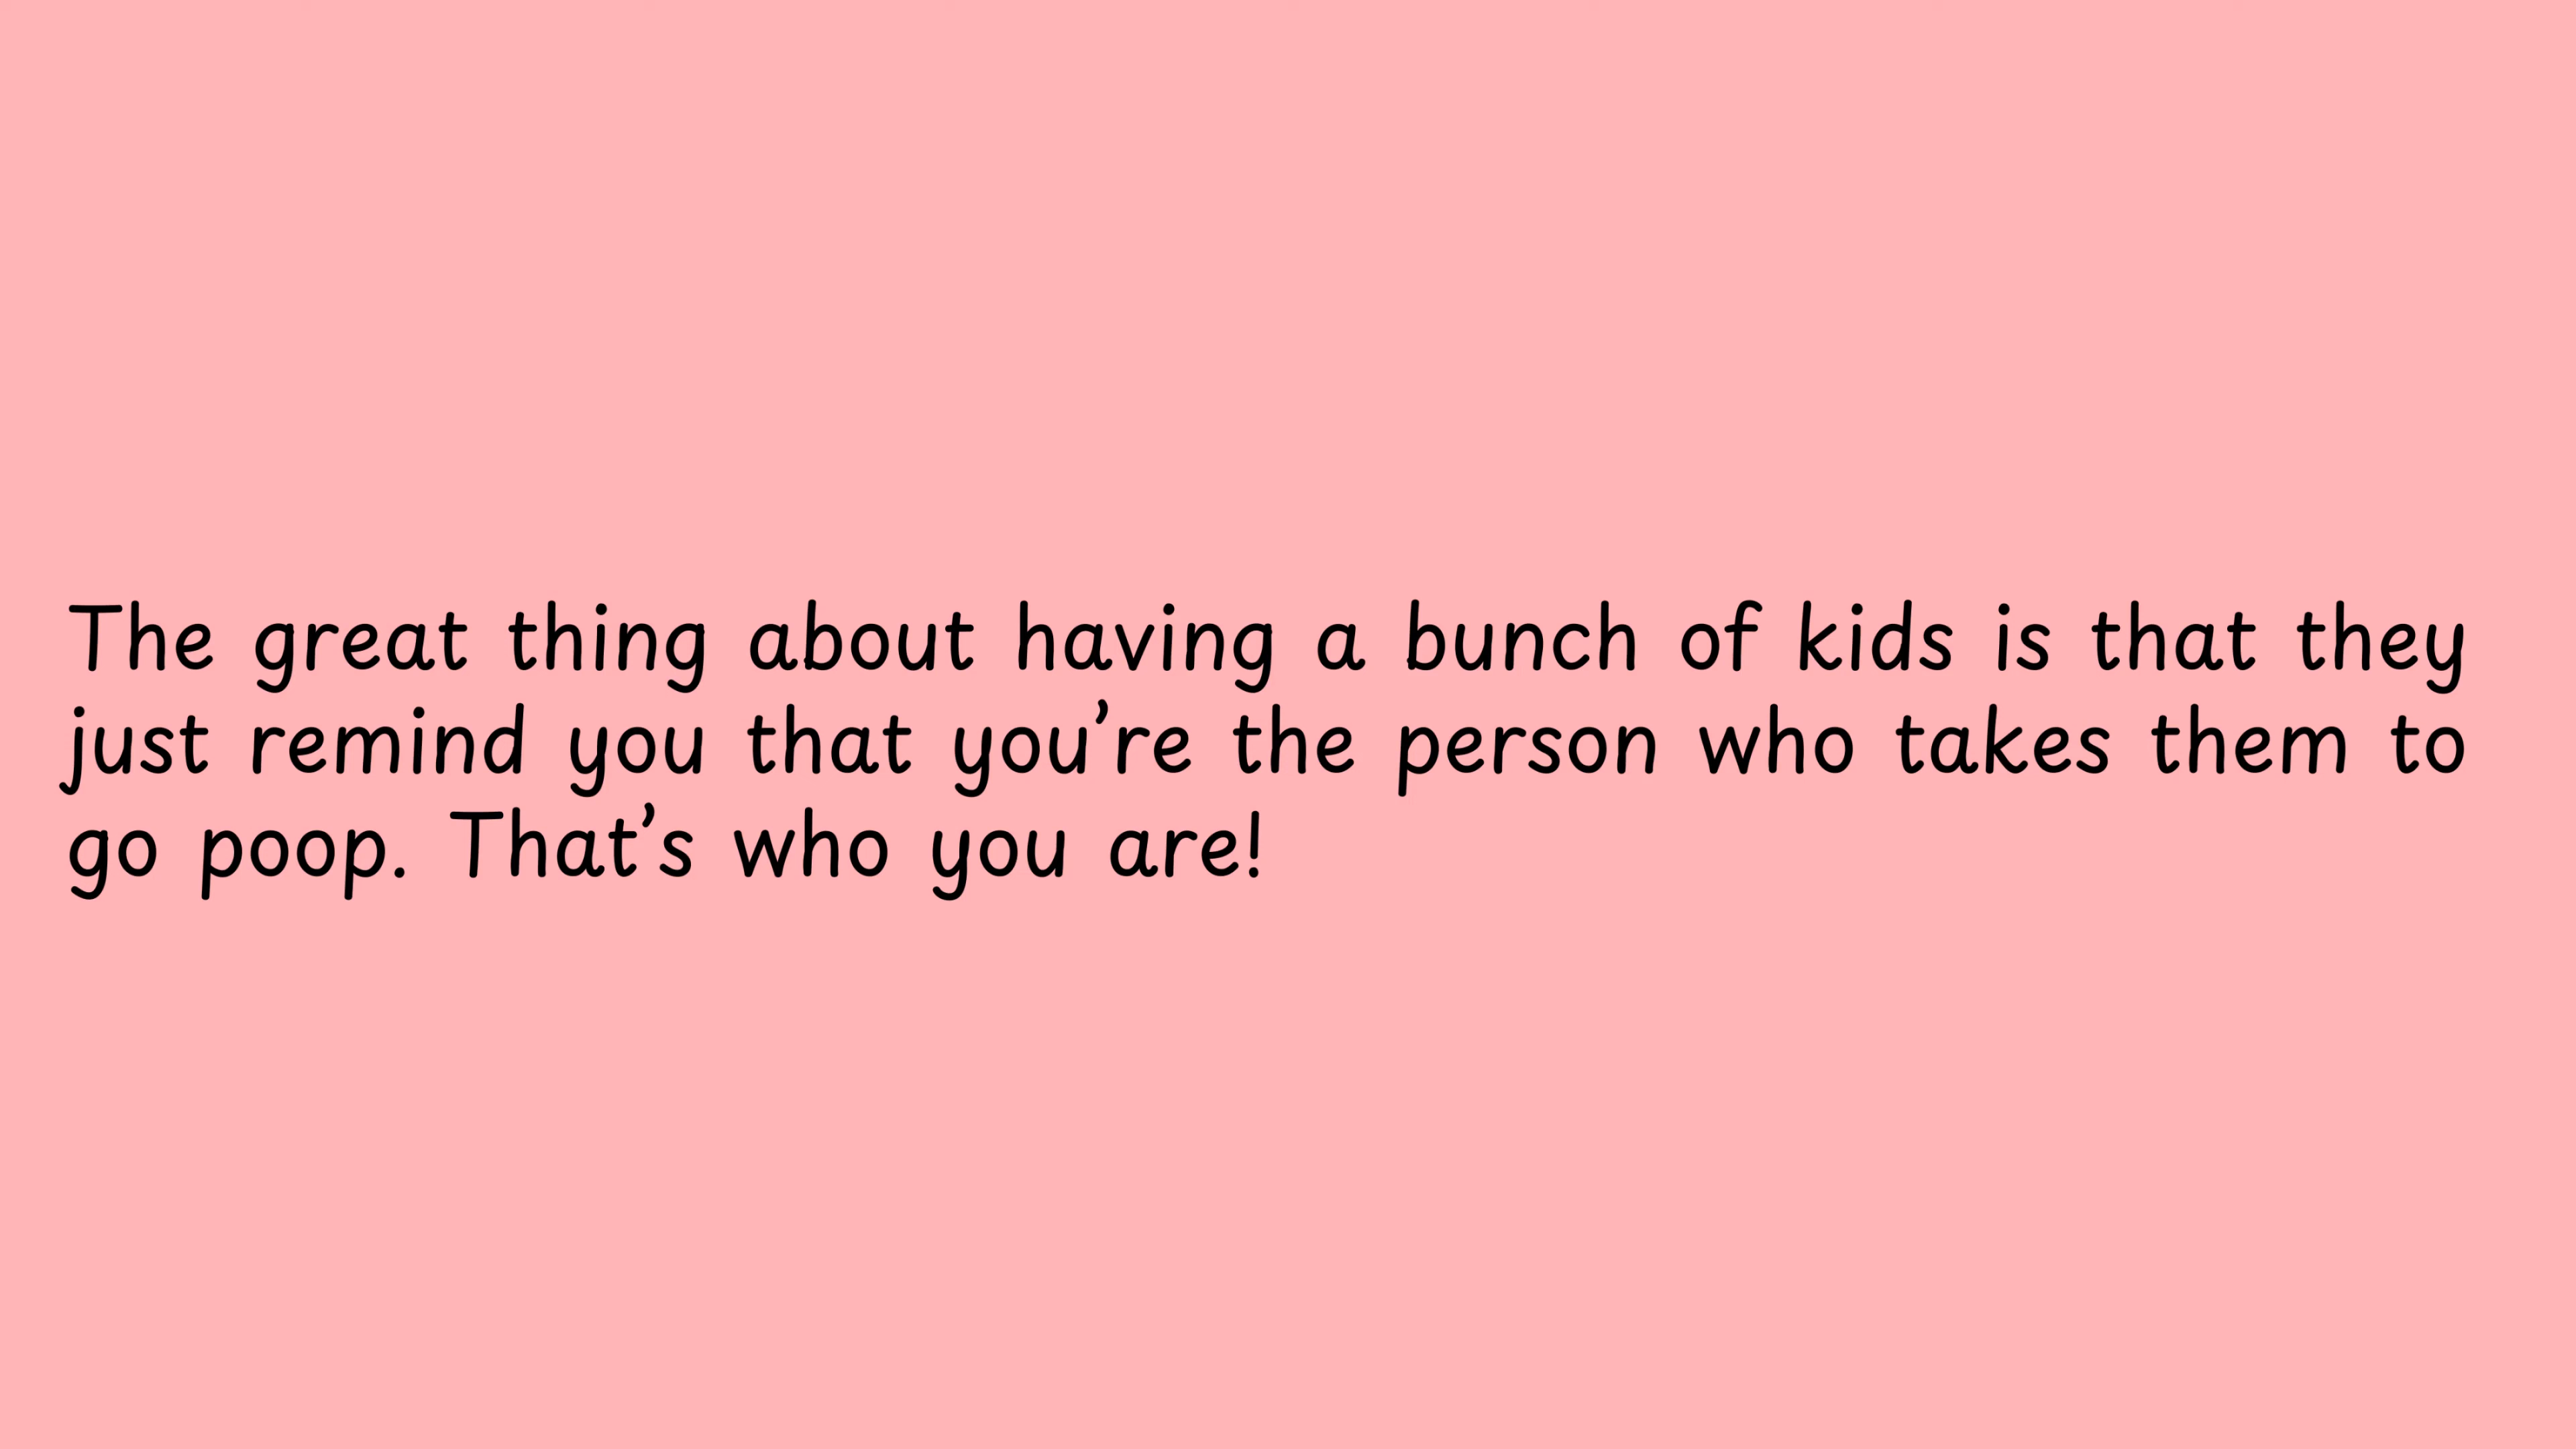 The great thing about having a bunch of kids is that they
just remind you that you’re the person who takes them to
go poop. That’s who you are!